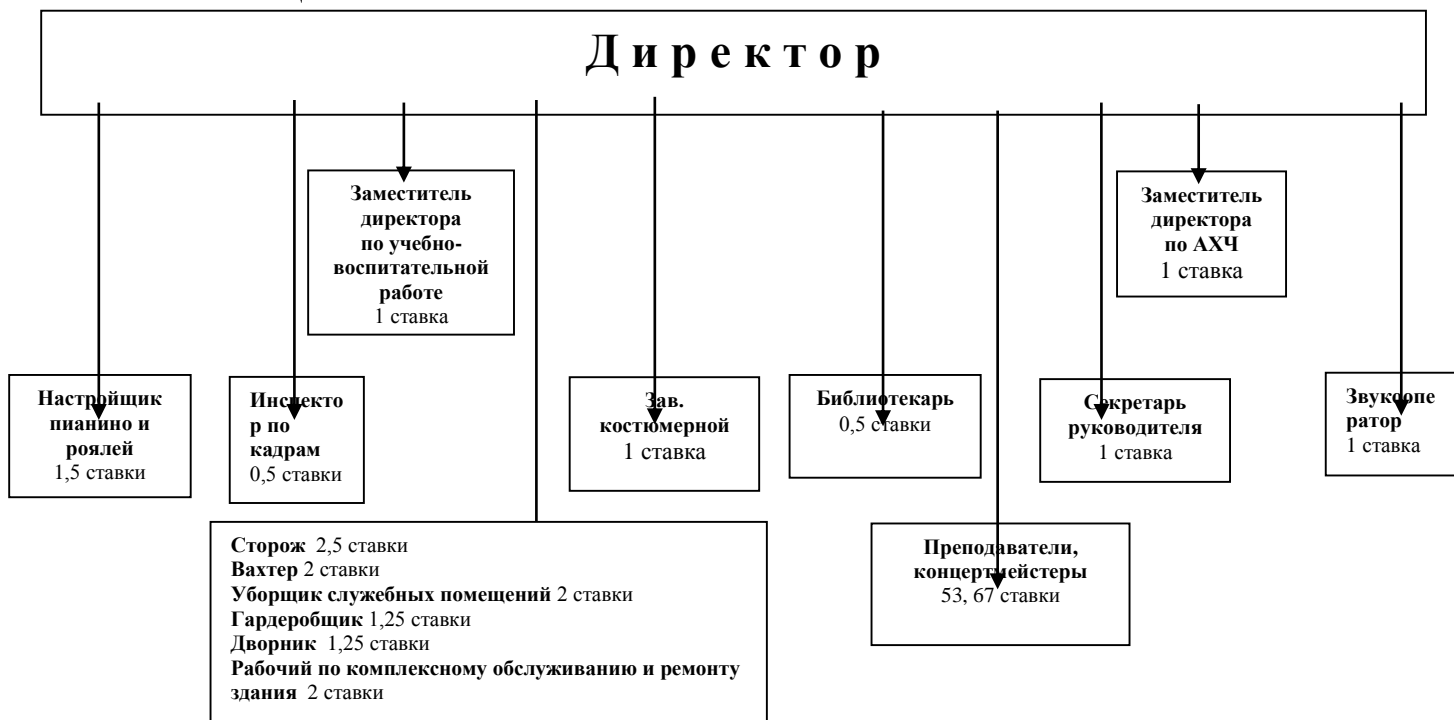 Д и р е к т о р
Заместитель
директора
по учебно-
воспитательной
работе
1 ставка
Заместитель
директора
по АХЧ
1 ставка
Настройщик
пианино и
роялей
1,5 ставки
Инспекто
р по
кадрам
0,5 ставки
Зав.
костюмерной
1 ставка
Библиотекарь
0,5 ставки
Секретарь
руководителя
1 ставка
Звукоопе
ратор
1 ставка
Сторож 2,5 ставки
Вахтер 2 ставки
Уборщик служебных помещений 2 ставки
Гардеробщик 1,25 ставки
Дворник 1,25 ставки
Рабочий по комплексному обслуживанию и ремонту
здания 2 ставки
Преподаватели,
концертмейстеры
53, 67 ставки